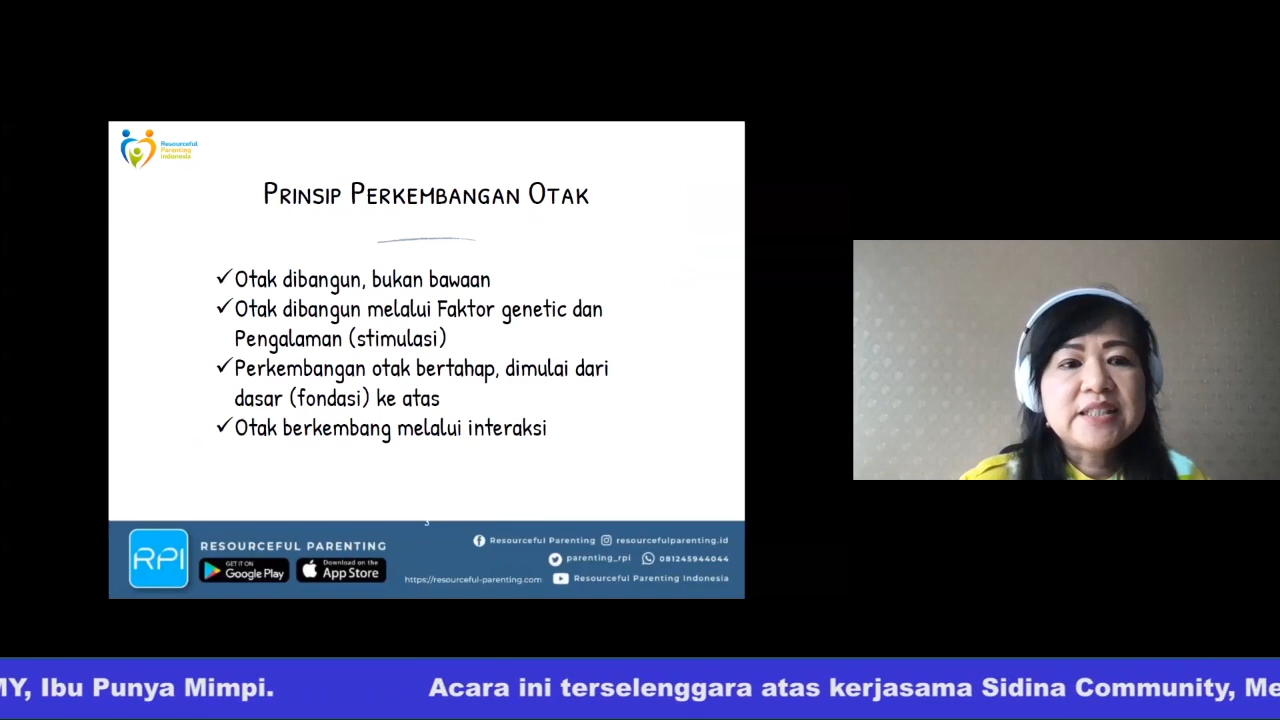 Resourceful
Parenting
Indonesia
Prinsip Perkembangan Otak
Otak dibangun, bukan bawaan
Otak dibangun melalui Faktor genetic dan
Pengalaman (stimulasi)
Perkembangan otak bertahap, dimulai dari
dasar (fondasi) ke atas
Otak berkembang melalui interaksi
3
RPI
RESOURCEFUL PARENTING
GET IT ON
Google Play
Download on the
App Store
Resourceful Parenting resourcefulparenting.id
parenting_rpi 081245944044
https://resourceful-parenting.com Resourceful Parenting Indonesia
MY, Ibu Punya Mimpi. Acara ini terselenggara atas kerjasama Sidina Community, Me